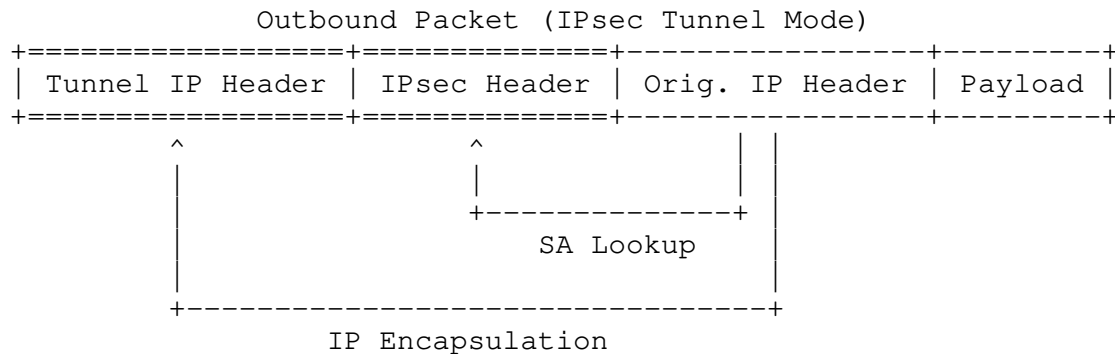 Outbound Packet (IPsec Tunnel Mode)
+==================+==============+-----------------+---------+
| Tunnel IP Header | IPsec Header | Orig. IP Header | Payload |
+==================+==============+-----------------+---------+
^ ^ | |
| | | |
| +---------------+ |
| SA Lookup |
| |
+----------------------------------+
IP Encapsulation